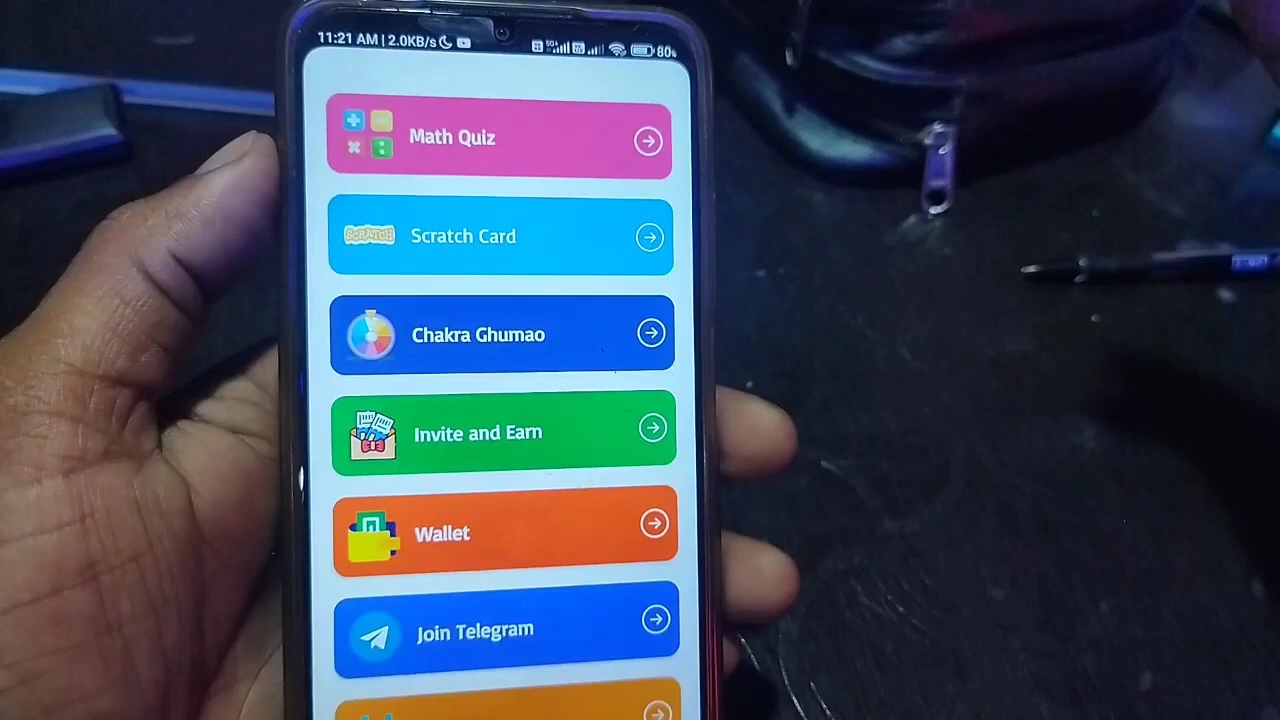 11:21 AM | 2.0KB/s 80%
Math Quiz
SCRATCH
Scratch Card
Chakra Ghumao
Invite and Earn
Wallet
Join Telegram